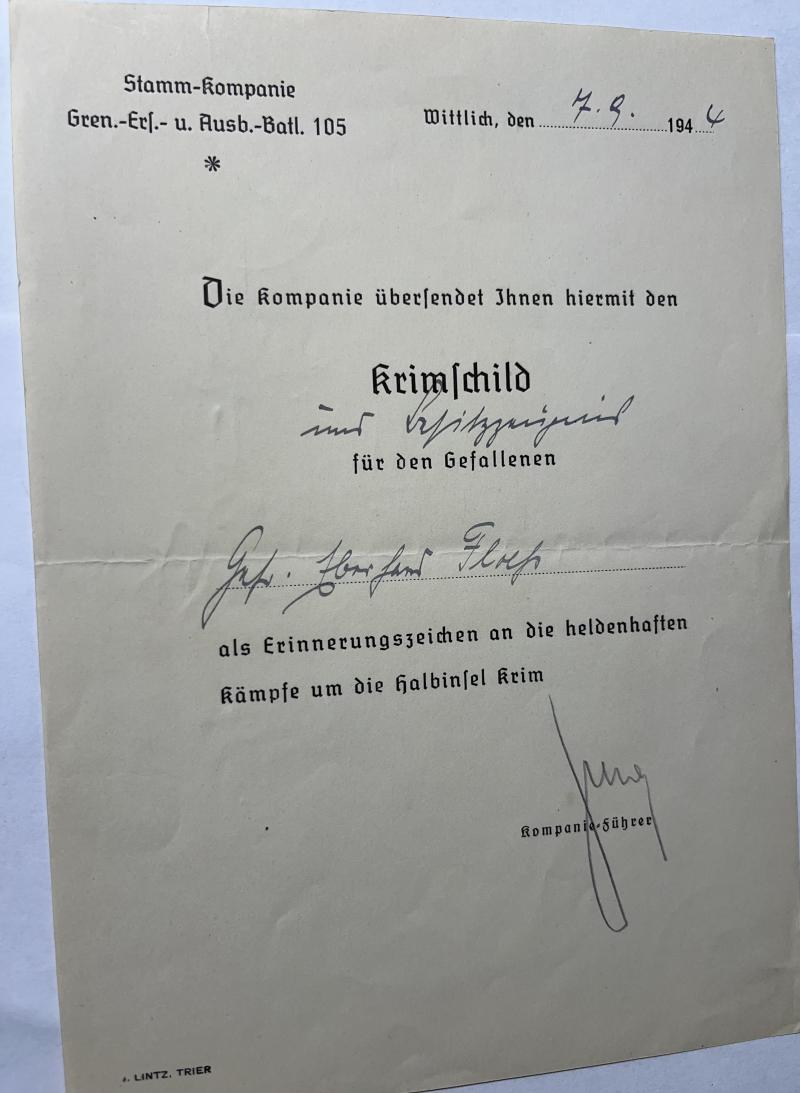 Stamm-Kompanie
Gren.-Erſ.- u. Ausb.-Batl. 105
*
Wittlich, den 7. 9. 1944
Die Kompanie überſendet Ihnen hiermit den
Krimſchild
und Besitzzeugnis
für den Gefallenen
Gefr. Eberhard
als Erinnerungszeichen an die heldenhaften
Kämpfe um die Halbinſel Krim
Kompanie-Führer
LINTZ, TRIER